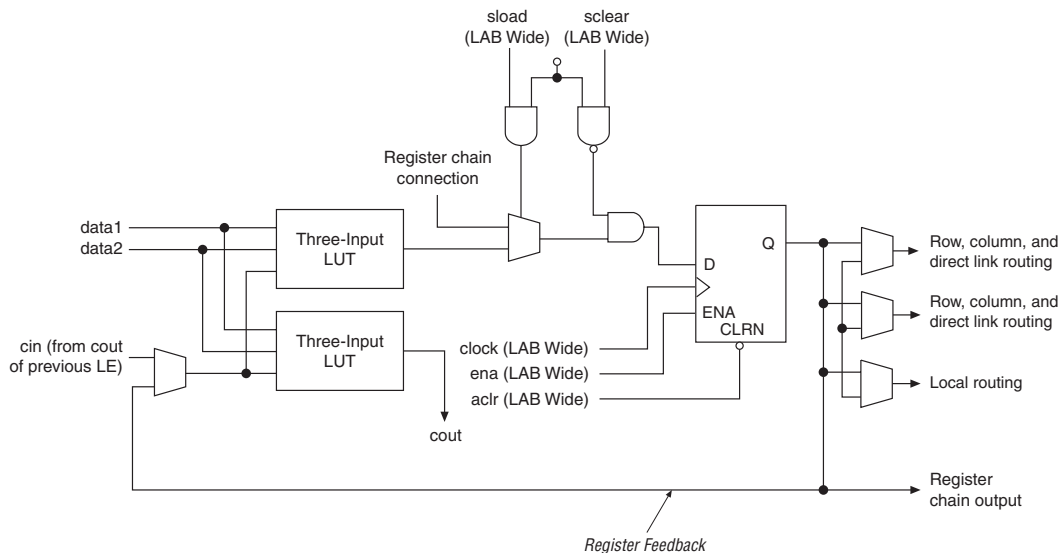 sload
(LAB Wide)
sclear
(LAB Wide)
Register chain
connection
data1
data2
Three-Input
LUT
Three-Input
LUT
cin (from cout
of previous LE)
cout
D
Q
ENA
CLRN
clock (LAB Wide)
ena (LAB Wide)
aclr (LAB Wide)
Row, column, and
direct link routing
Row, column, and
direct link routing
Local routing
Register
chain output
Register Feedback